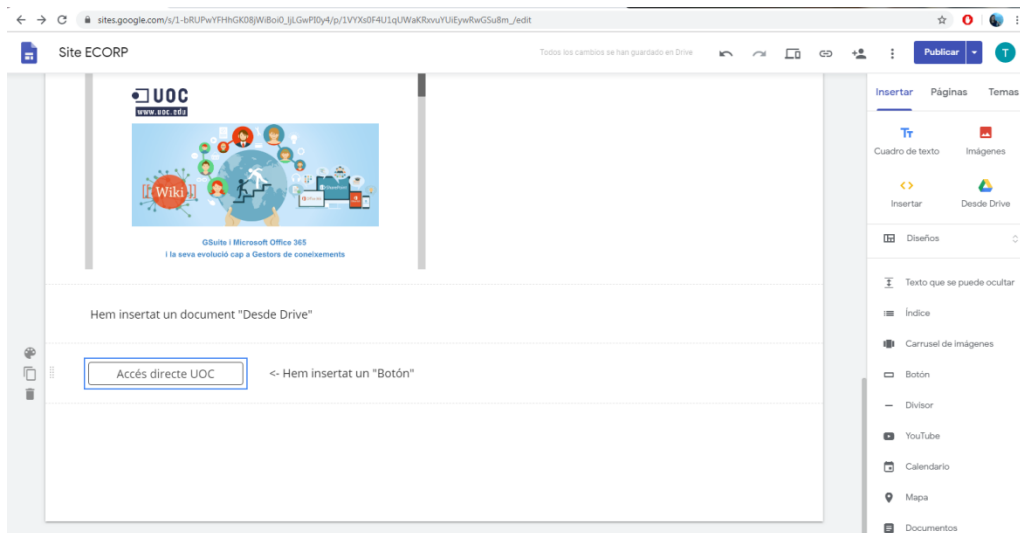 sites.google.com/s/1-bRUPwYFHhGK08jWiBoi0_ljLGwPI0y4/p/1VYXs0F4U1qUWaKRxvuYUiEywRwGSu8m_/edit
Site ECORP
Todos los cambios se han guardado en Drive
Publicar
T
Insertar Páginas Temas
Cuadro de texto Imágenes
Insertar Desde Drive
Diseños
Texto que se puede ocultar
Índice
Carrusel de imágenes
Botón
Divisor
YouTube
Calendario
Mapa
Documentos
UOC
www.uoc.edu
[[Wiki]]
GSuite i Microsoft Office 365
i la seva evolució cap a Gestors de coneixements
Hem insertat un document "Desde Drive"
Accés directe UOC <- Hem insertat un "Botón"